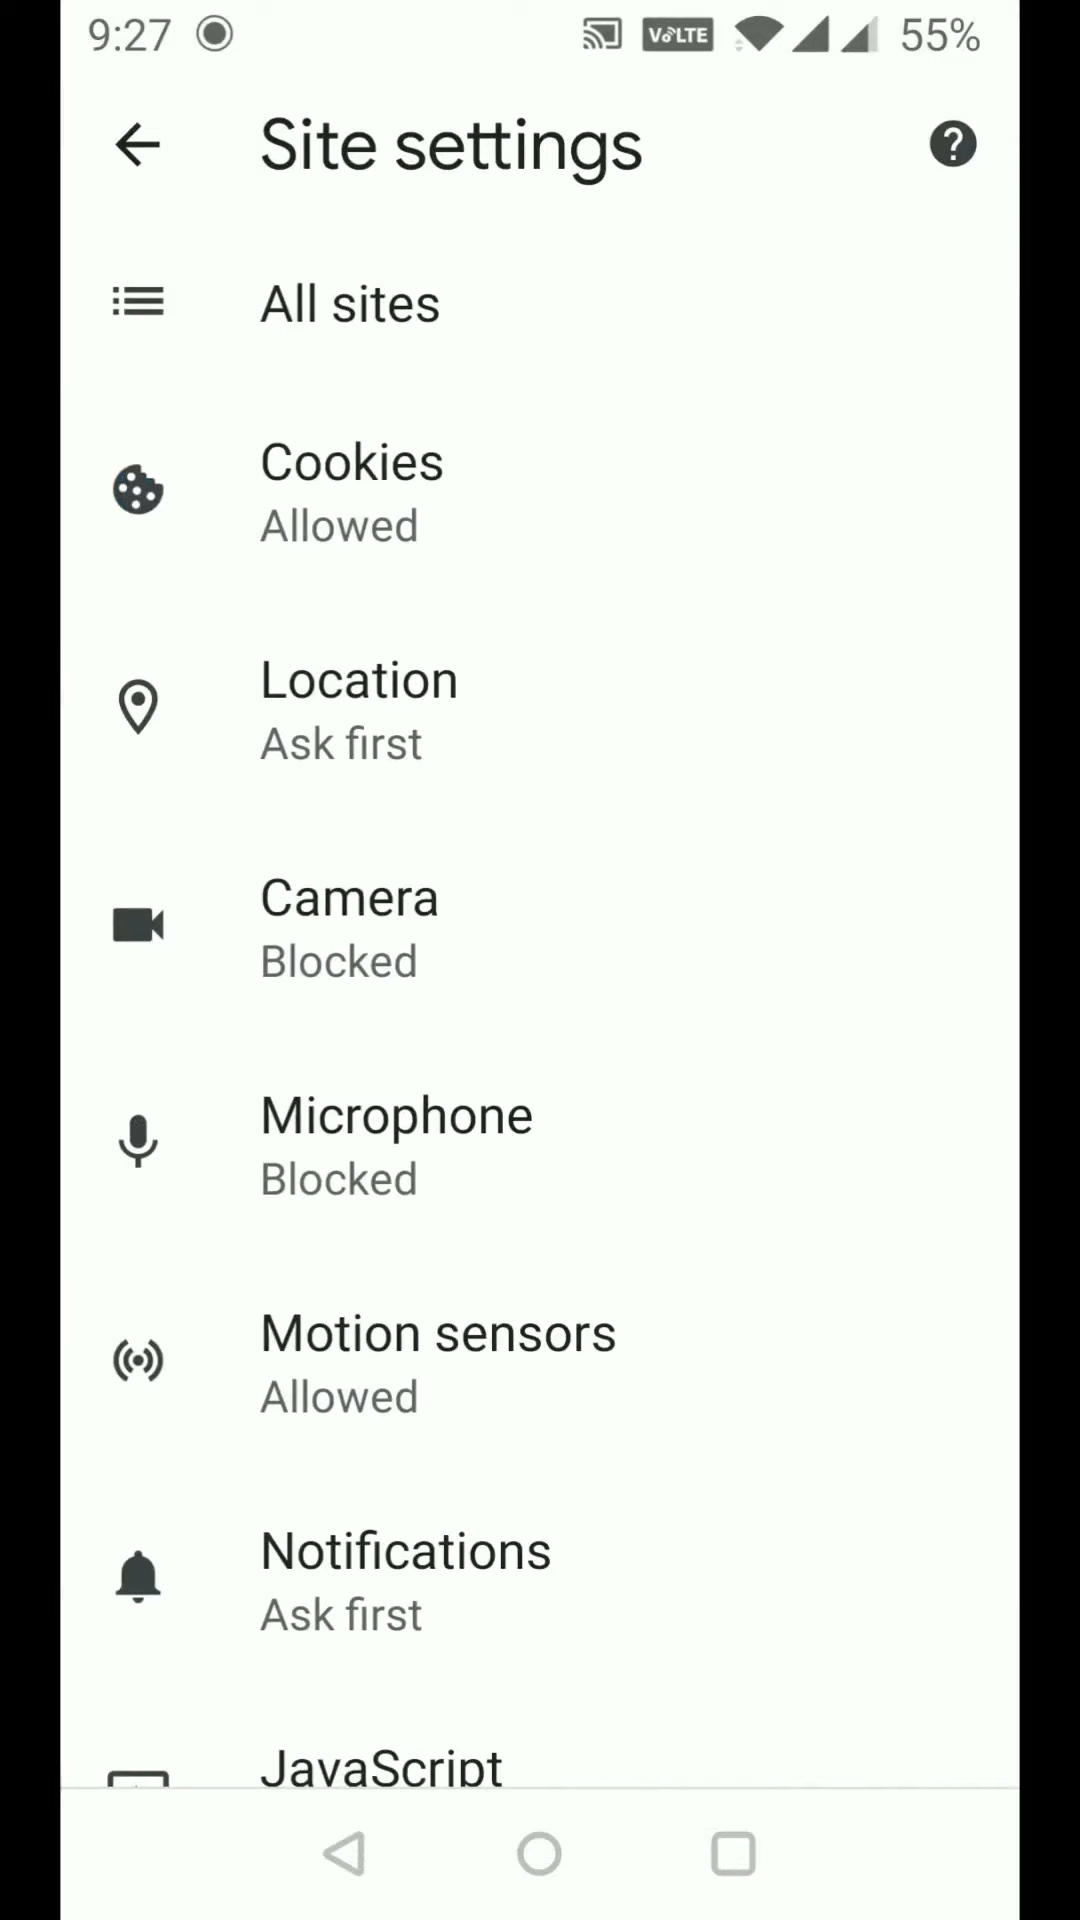 9:27 VoLTE 55%
Site settings
All sites
Cookies
Allowed
Location
Ask first
Camera
Blocked
Microphone
Blocked
Motion sensors
Allowed
Notifications
Ask first
JavaScript